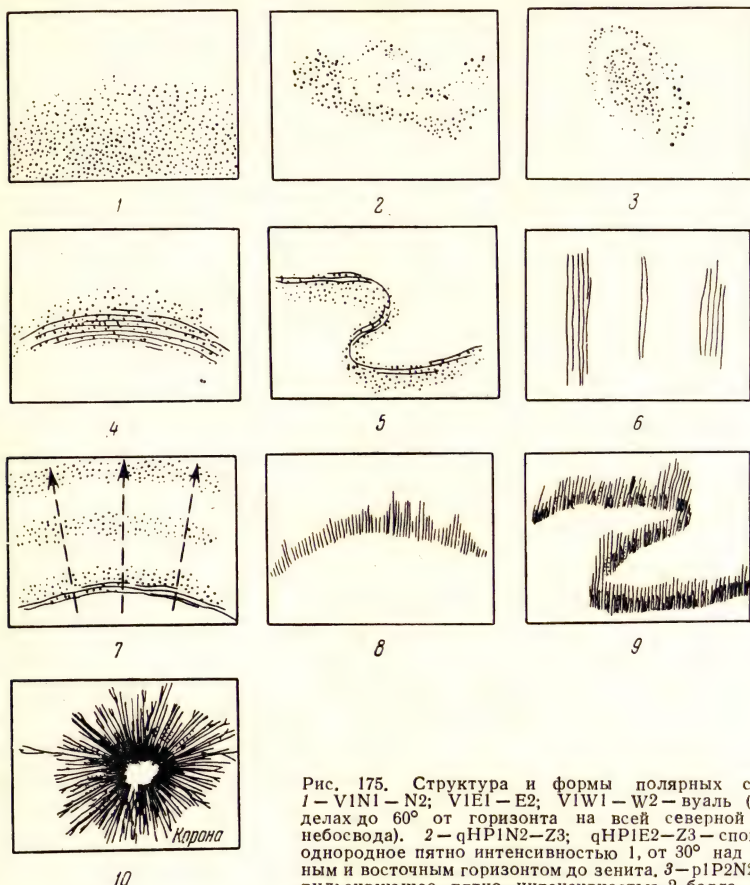 1 2 3
4 5 6
7 8 9
Корона
10
Рис. 175. Структура и формы полярных с
1 — V1N1 — N2; V1E1 — E2; V1W1 — W2 — вуаль (
делах до 60° от горизонта на всей северной
небосвода). 2 — qHP1N2—Z3; qHP1E2—Z3 — спо
однородное пятно интенсивностью 1, от 30° над
ным и восточным горизонтом до зенита. 3 — p1P2N2